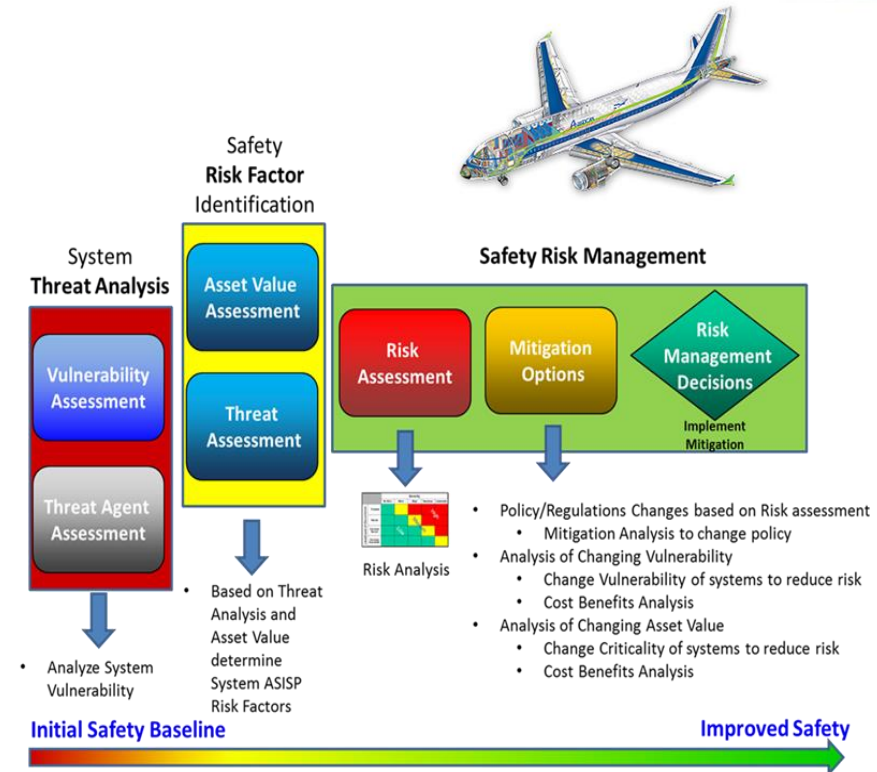 Safety
Risk Factor
Identification
System
Threat Analysis
Safety Risk Management
Asset Value
Assessment
Threat
Assessment
Vulnerability
Assessment
Threat Agent
Assessment
Risk
Assessment
Mitigation
Options
Risk
Management
Decisions
Implement
Mitigation
Risk Analysis
• Analyze System
Vulnerability
• Based on Threat
Analysis and
Asset Value
determine
System ASISP
Risk Factors
• Policy/Regulations Changes based on Risk assessment
• Mitigation Analysis to change policy
• Analysis of Changing Vulnerability
• Change Vulnerability of systems to reduce risk
• Cost Benefits Analysis
• Analysis of Changing Asset Value
• Change Criticality of systems to reduce risk
• Cost Benefits Analysis
Initial Safety Baseline
Improved Safety